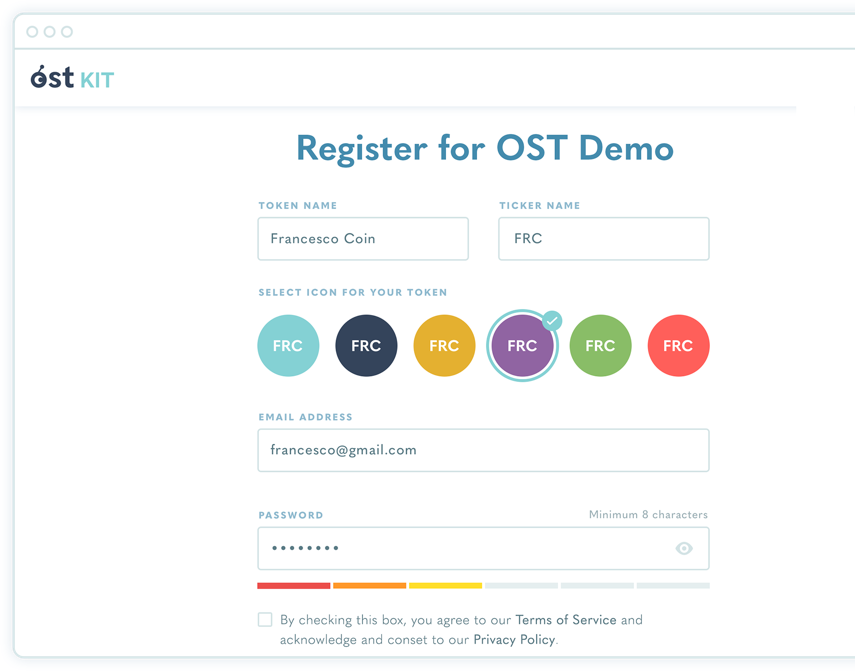 ost KIT
Register for OST Demo
TOKEN NAME
TICKER NAME
Francesco Coin
FRC
SELECT ICON FOR YOUR TOKEN
FRC FRC FRC FRC FRC FRC
EMAIL ADDRESS
francesco@gmail.com
PASSWORD
Minimum 8 characters
••••••••
By checking this box, you agree to our Terms of Service and
acknowledge and conset to our Privacy Policy.